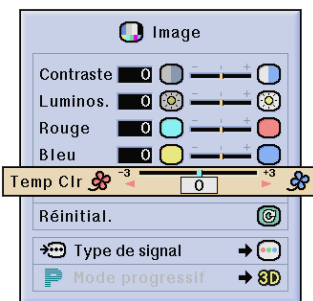 Image
Contraste 0
Luminos. 0
Rouge 0
Bleu 0
Temp Clr -3 0 +3
Réinitial.
Type de signal
Mode progressif 3D